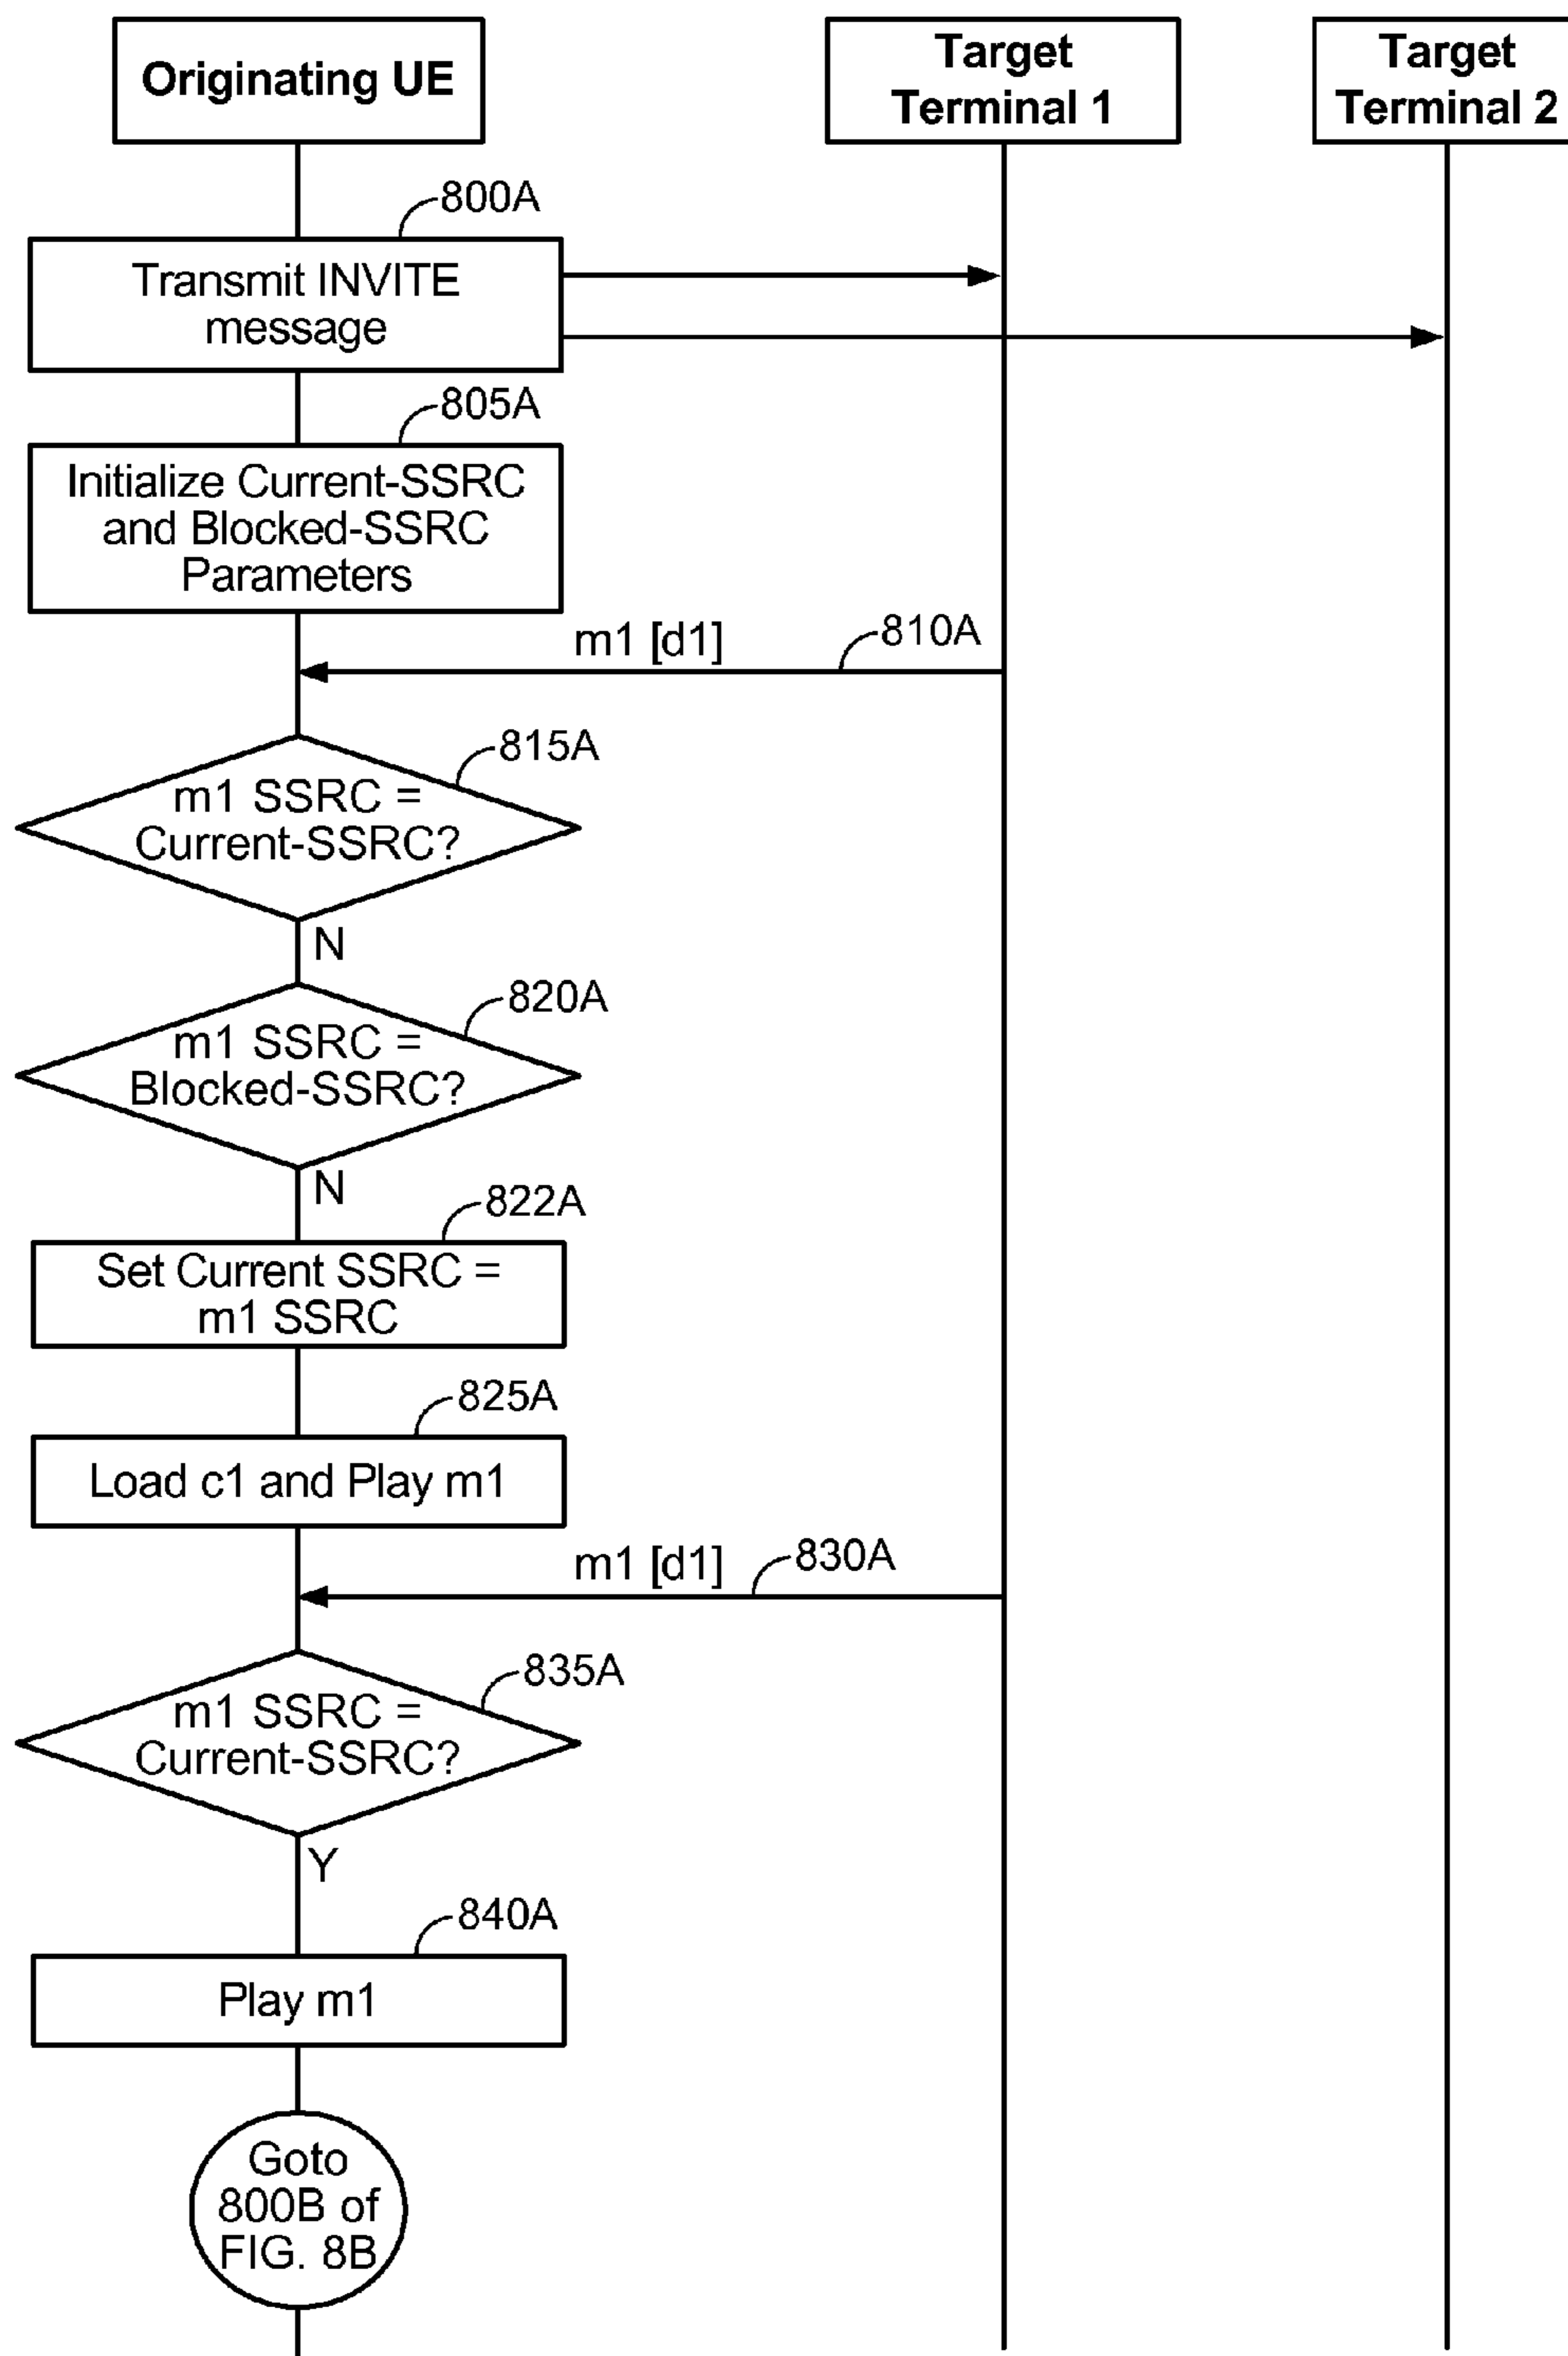 Originating UE
Target
Terminal 1
Target
Terminal 2
800A
Transmit INVITE
message
805A
Initialize Current-SSRC
and Blocked-SSRC
Parameters
m1 [d1]
810A
815A
m1 SSRC =
Current-SSRC?
N
820A
m1 SSRC =
Blocked-SSRC?
N
822A
Set Current SSRC =
m1 SSRC
825A
Load c1 and Play m1
m1 [d1]
830A
835A
m1 SSRC =
Current-SSRC?
Y
840A
Play m1
Goto
800B of
FIG. 8B